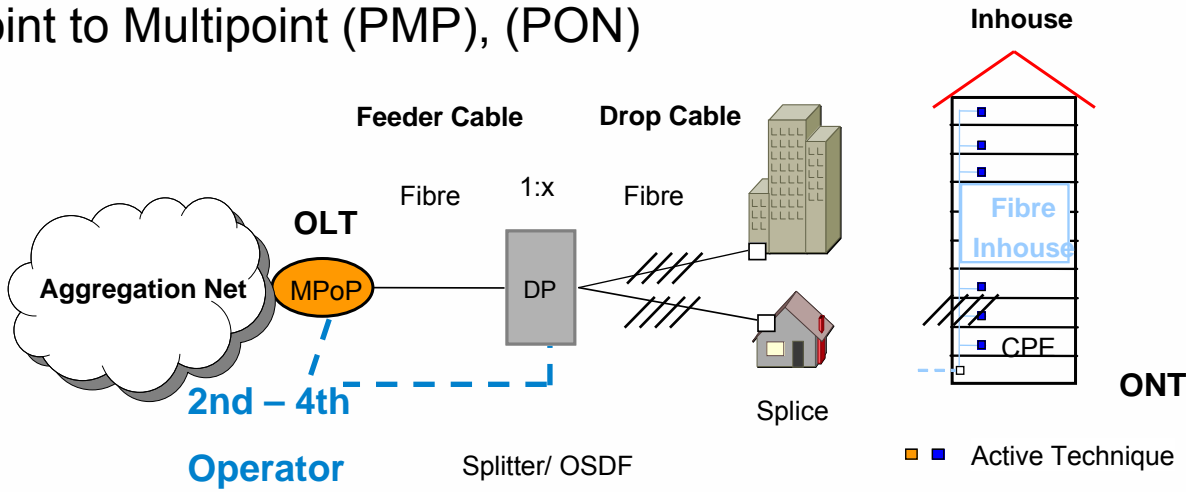 oint to Multipoint (PMP), (PON)
Inhouse
Feeder Cable
Drop Cable
Fibre
1:x
Fibre
OLT
Aggregation Net
MPoP
DP
Fibre
Inhouse
CPE
2nd – 4th
Operator
Splitter/ OSDF
Splice
ONT
Active Technique